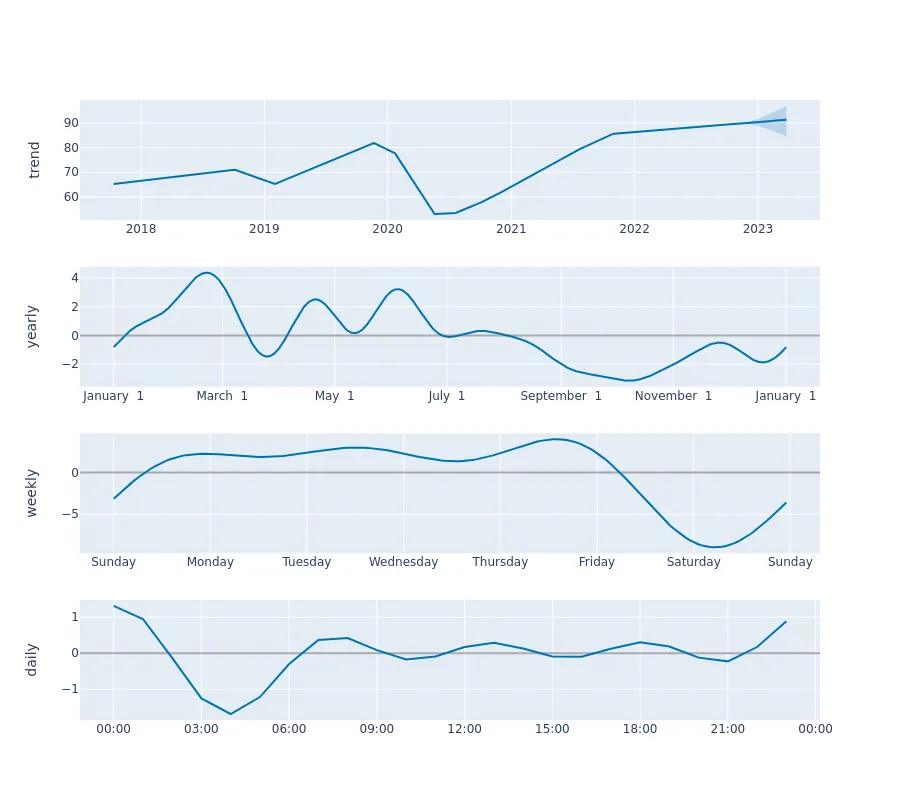 trend
90
80
70
60
2018 2019 2020 2021 2022 2023
yearly
4
2
0
−2
January 1 March 1 May 1 July 1 September 1 November 1 January 1
weekly
0
−5
Sunday Monday Tuesday Wednesday Thursday Friday Saturday Sunday
daily
1
0
−1
00:00 03:00 06:00 09:00 12:00 15:00 18:00 21:00 00:00